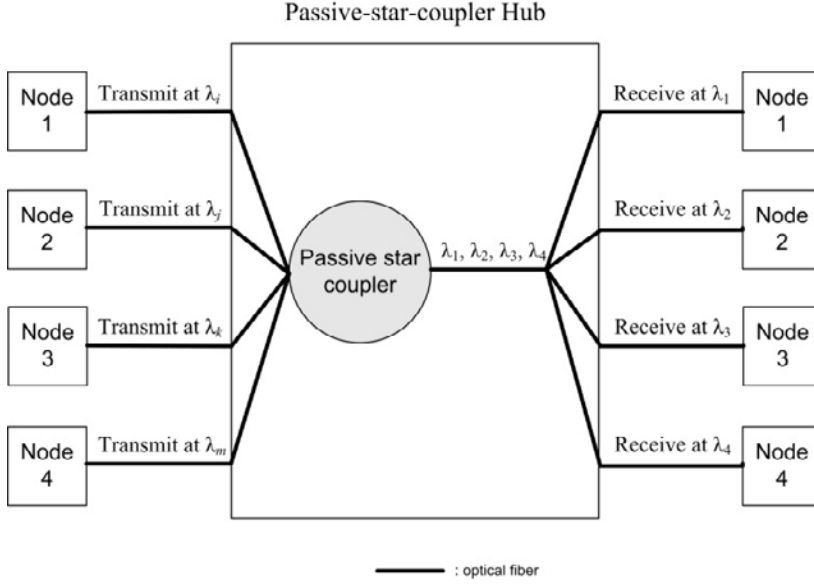 Passive-star-coupler Hub
Node 1
Transmit at λi
Receive at λ1
Node 1
Node 2
Transmit at λj
Receive at λ2
Node 2
Passive star coupler
λ1, λ2, λ3, λ4
Node 3
Transmit at λk
Receive at λ3
Node 3
Node 4
Transmit at λm
Receive at λ4
Node 4
: optical fiber